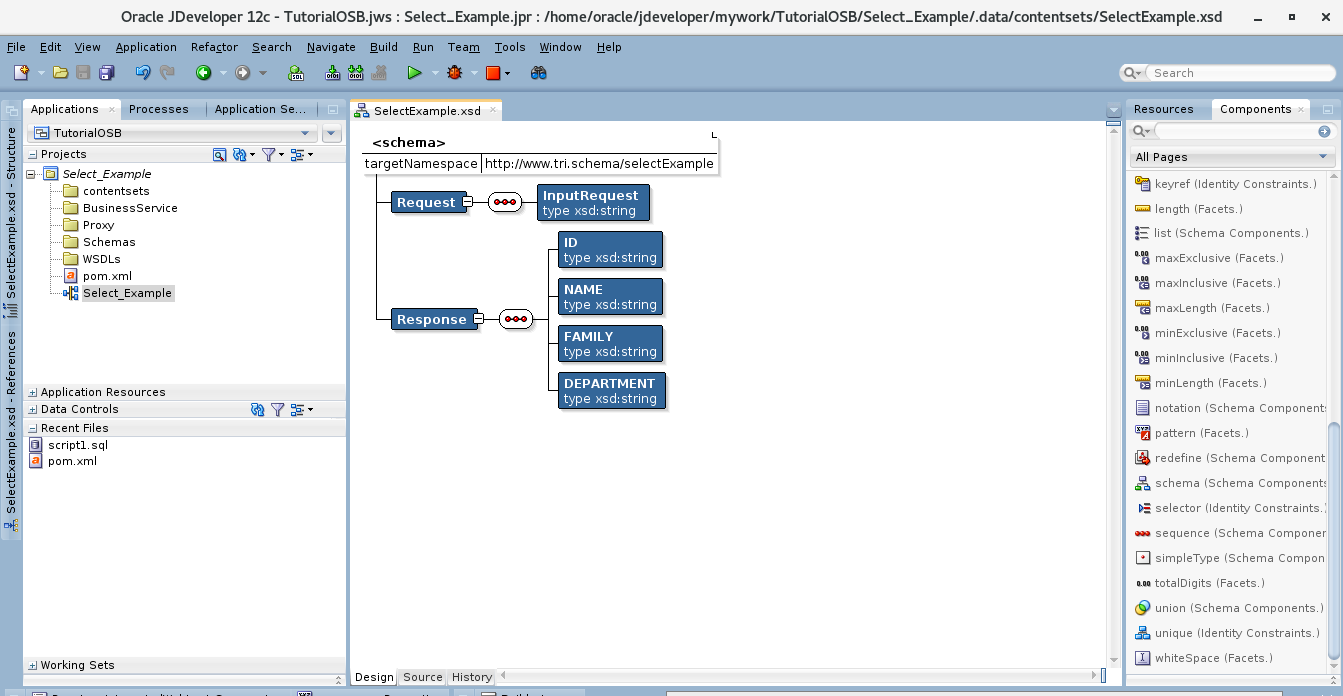 Oracle JDeveloper 12c - TutorialOSB.jws : Select_Example.jpr : /home/oracle/jdeveloper/mywork/TutorialOSB/Select_Example/.data/contentsets/SelectExample.xsd
File Edit View Application Refactor Search Navigate Build Run Team Tools Window Help
Search
Applications Processes Application Se...
SelectExample.xsd
Resources Components
TutorialOSB
Projects
Select_Example
contentsets
BusinessService
Proxy
Schemas
WSDLs
pom.xml
Select_Example
Application Resources
Data Controls
Recent Files
script1.sql
pom.xml
Working Sets
SelectExample.xsd - Structure
SelectExample.xsd - References
<schema>
targetNamespace http://www.tri.schema/selectExample
Request
InputRequest
type xsd:string
Response
ID
type xsd:string
NAME
type xsd:string
FAMILY
type xsd:string
DEPARTMENT
type xsd:string
Design Source History
All Pages
keyref (Identity Constraints.)
length (Facets.)
list (Schema Components.)
maxExclusive (Facets.)
maxInclusive (Facets.)
maxLength (Facets.)
minExclusive (Facets.)
minInclusive (Facets.)
minLength (Facets.)
notation (Schema Components
pattern (Facets.)
redefine (Schema Component
schema (Schema Components
selector (Identity Constraints.)
sequence (Schema Componen
simpleType (Schema Compon
totalDigits (Facets.)
union (Schema Components.)
unique (Identity Constraints.)
whiteSpace (Facets.)